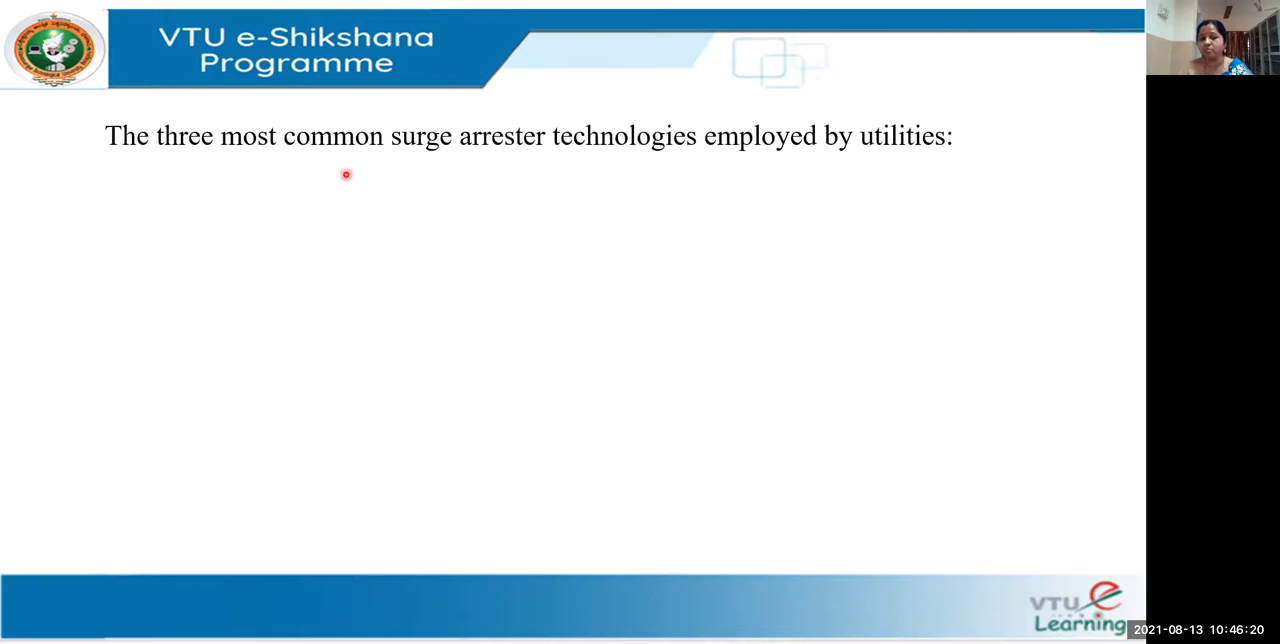 VTU e-Shikshana
Programme
The three most common surge arrester technologies employed by utilities:
VTU e
Learning
2021-08-13 10:46:20